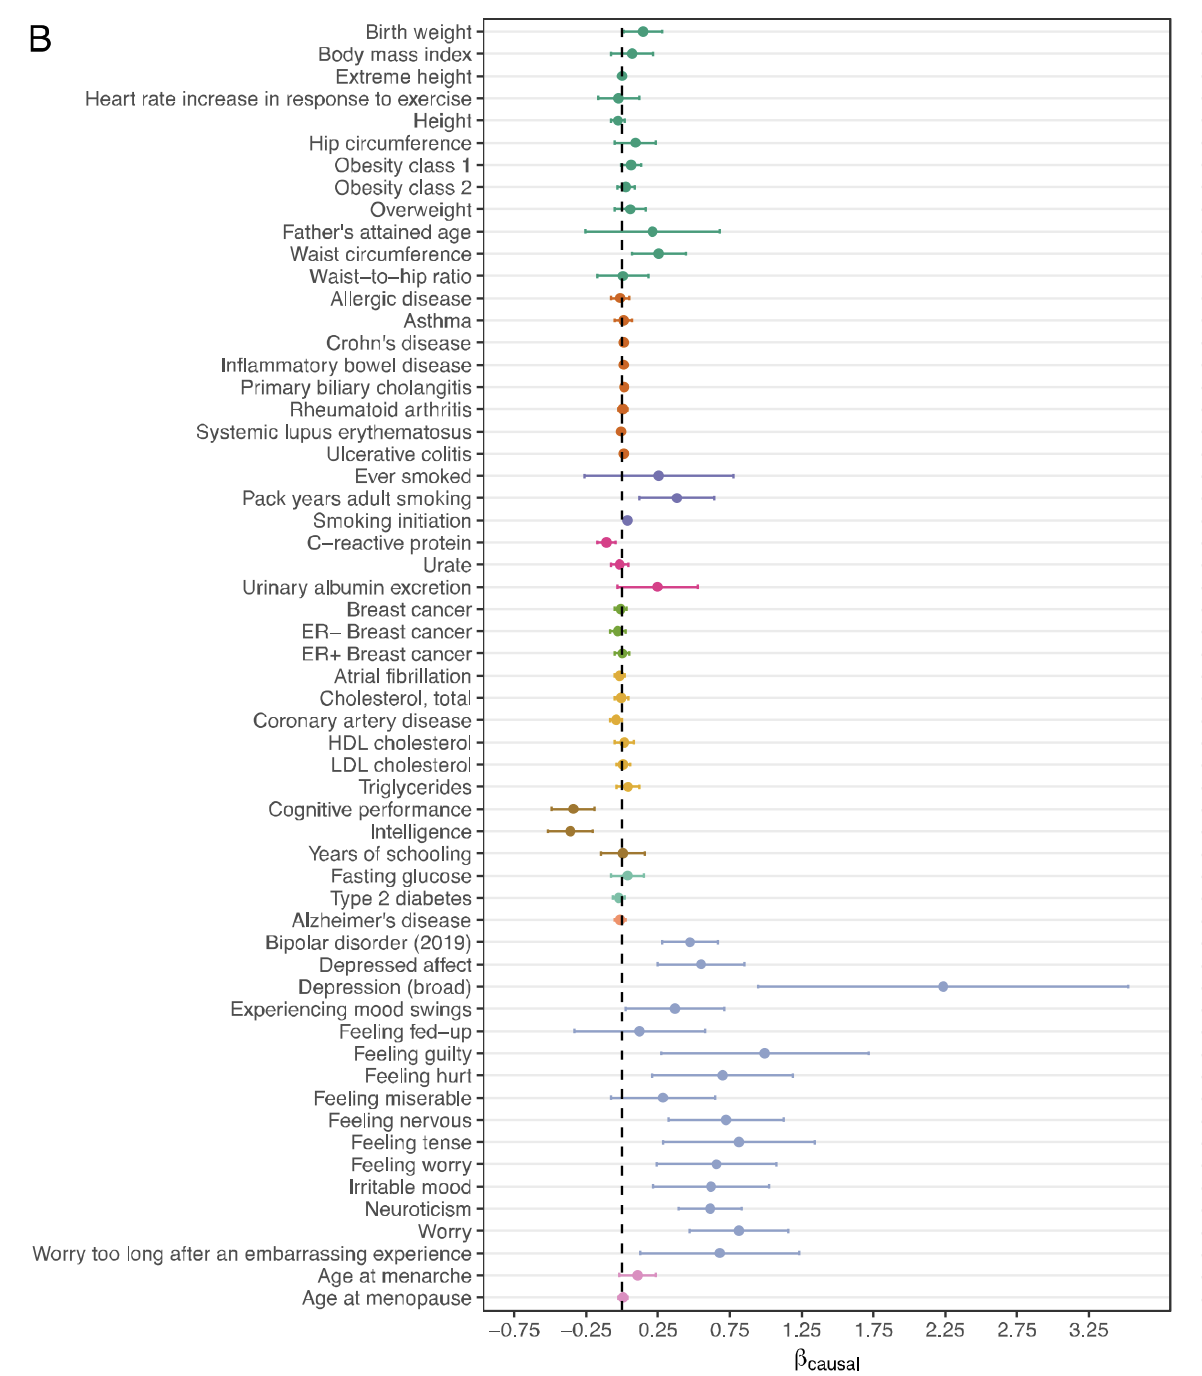 B
Birth weight
Body mass index
Extreme height
Heart rate increase in response to exercise
Height
Hip circumference
Obesity class 1
Obesity class 2
Overweight
Father's attained age
Waist circumference
Waist−to−hip ratio
Allergic disease
Asthma
Crohn's disease
Inflammatory bowel disease
Primary biliary cholangitis
Rheumatoid arthritis
Systemic lupus erythematosus
Ulcerative colitis
Ever smoked
Pack years adult smoking
Smoking initiation
C−reactive protein
Urate
Urinary albumin excretion
Breast cancer
ER− Breast cancer
ER+ Breast cancer
Atrial fibrillation
Cholesterol, total
Coronary artery disease
HDL cholesterol
LDL cholesterol
Triglycerides
Cognitive performance
Intelligence
Years of schooling
Fasting glucose
Type 2 diabetes
Alzheimer's disease
Bipolar disorder (2019)
Depressed affect
Depression (broad)
Experiencing mood swings
Feeling fed−up
Feeling guilty
Feeling hurt
Feeling miserable
Feeling nervous
Feeling tense
Feeling worry
Irritable mood
Neuroticism
Worry
Worry too long after an embarrassing experience
Age at menarche
Age at menopause
−0.75 −0.25 0.25 0.75 1.25 1.75 2.25 2.75 3.25
βcausal